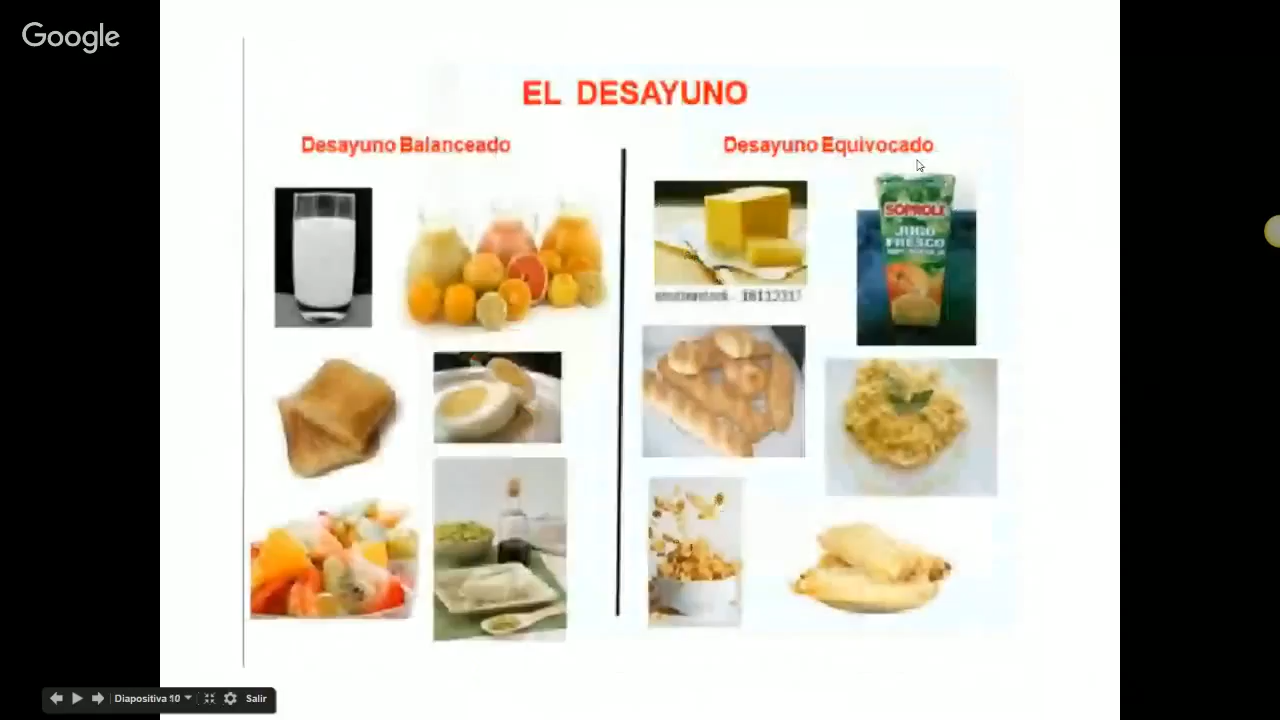 Google
EL DESAYUNO
Desayuno Balanceado
Desayuno Equivocado
SOPROLE
JUGO
FRESCO
Diapositiva 10
Salir